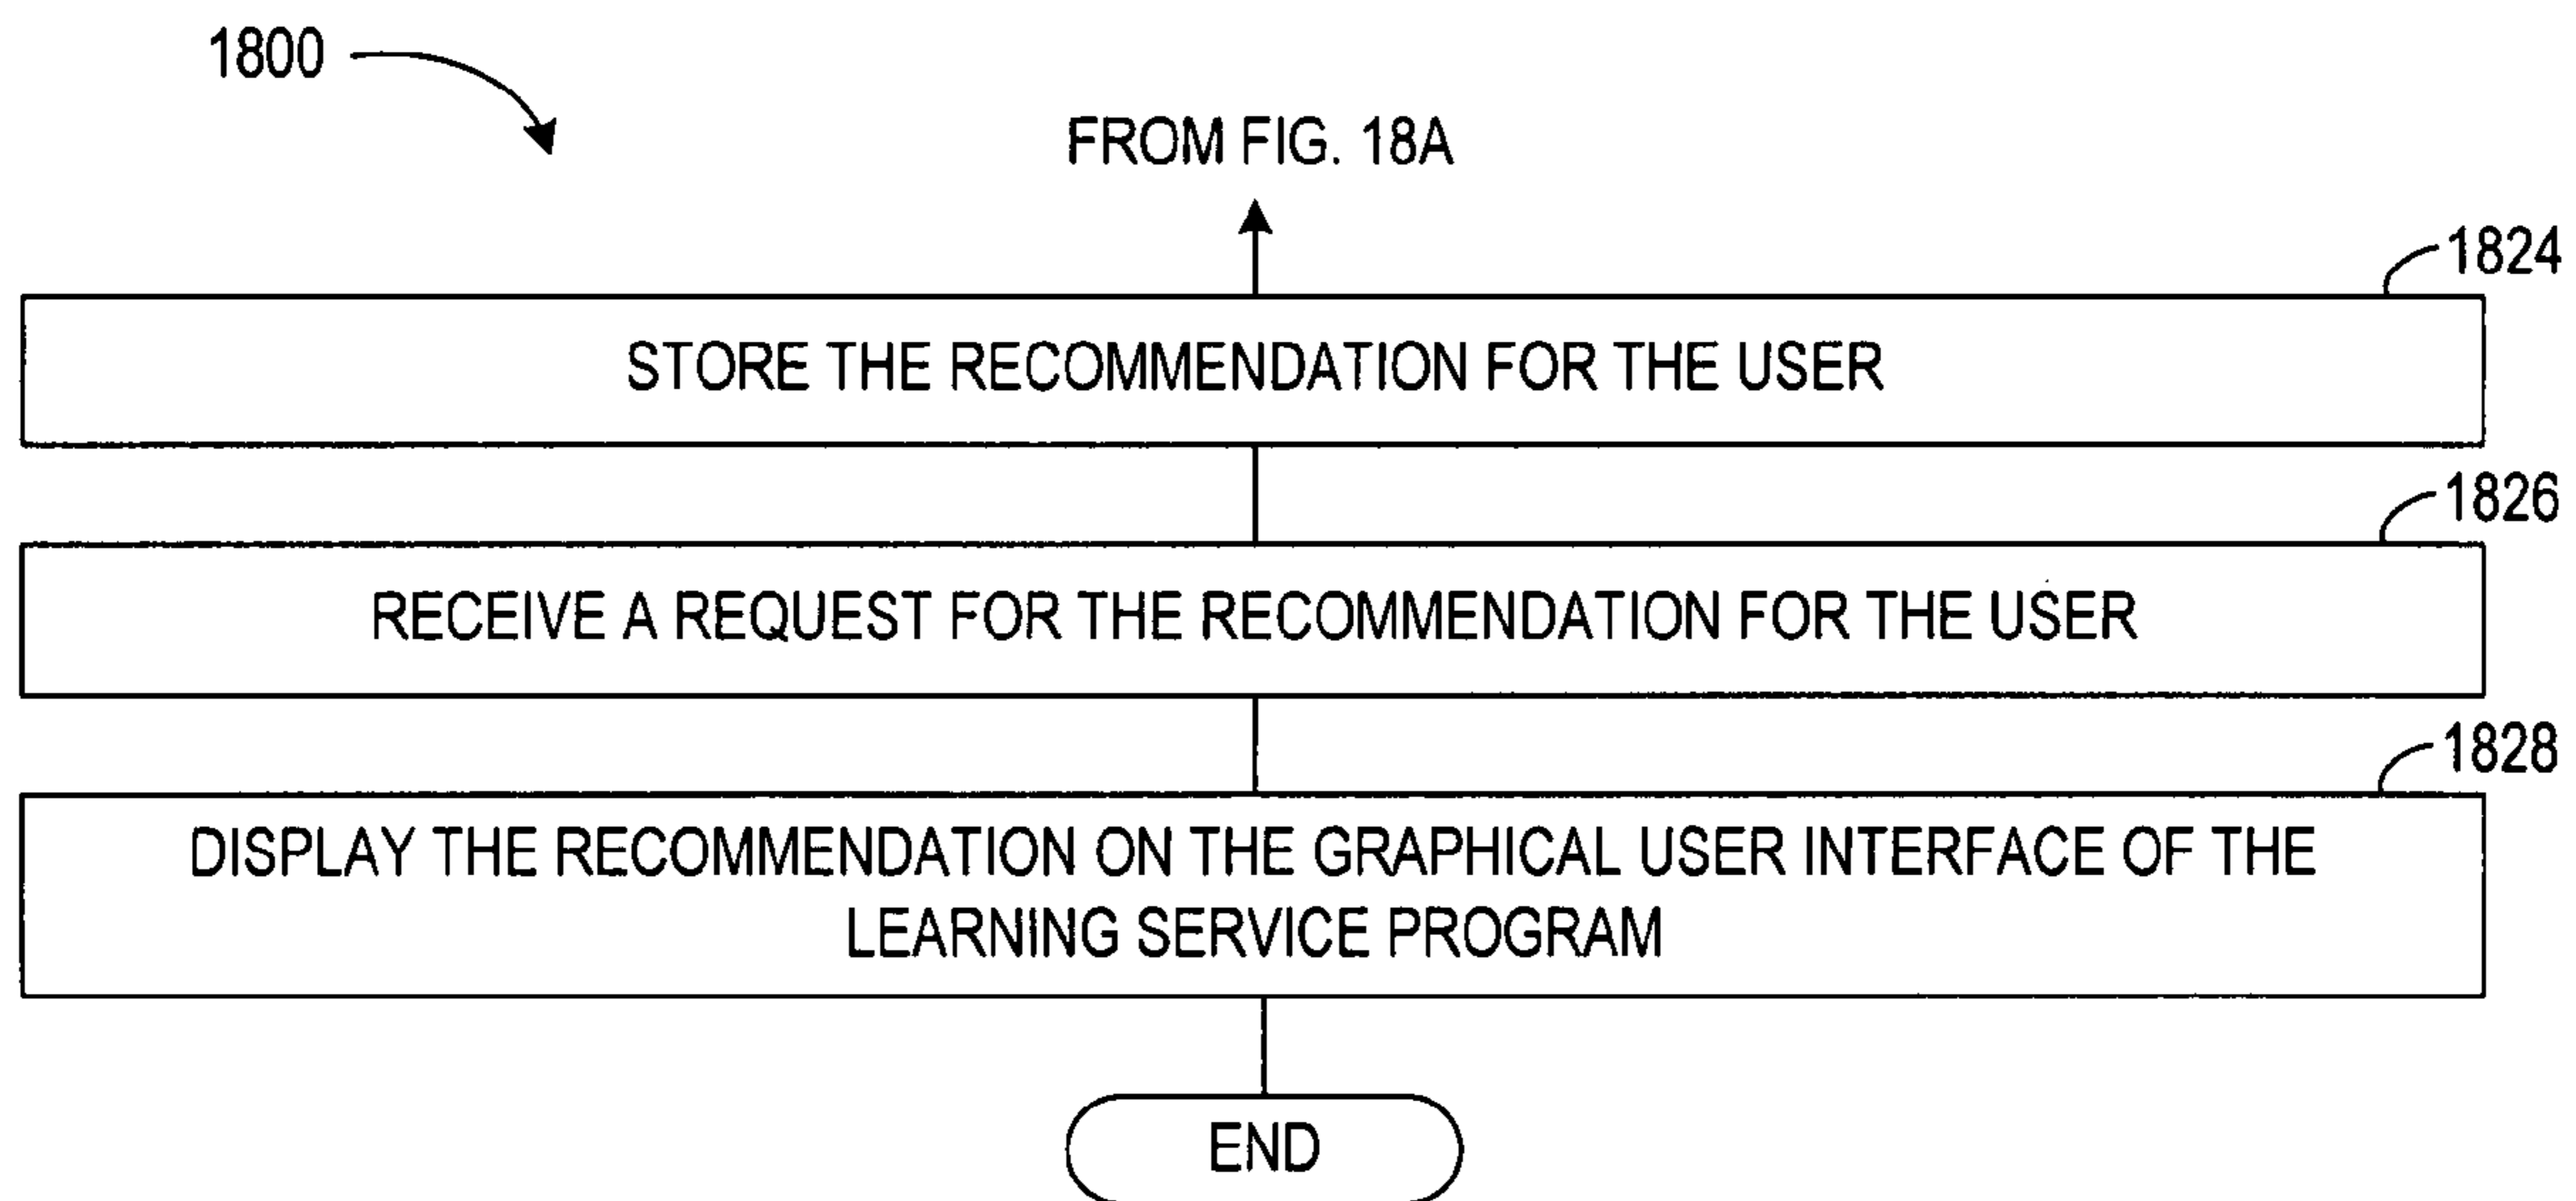 1800
FROM FIG. 18A
1824
STORE THE RECOMMENDATION FOR THE USER
1826
RECEIVE A REQUEST FOR THE RECOMMENDATION FOR THE USER
1828
DISPLAY THE RECOMMENDATION ON THE GRAPHICAL USER INTERFACE OF THE
LEARNING SERVICE PROGRAM
END